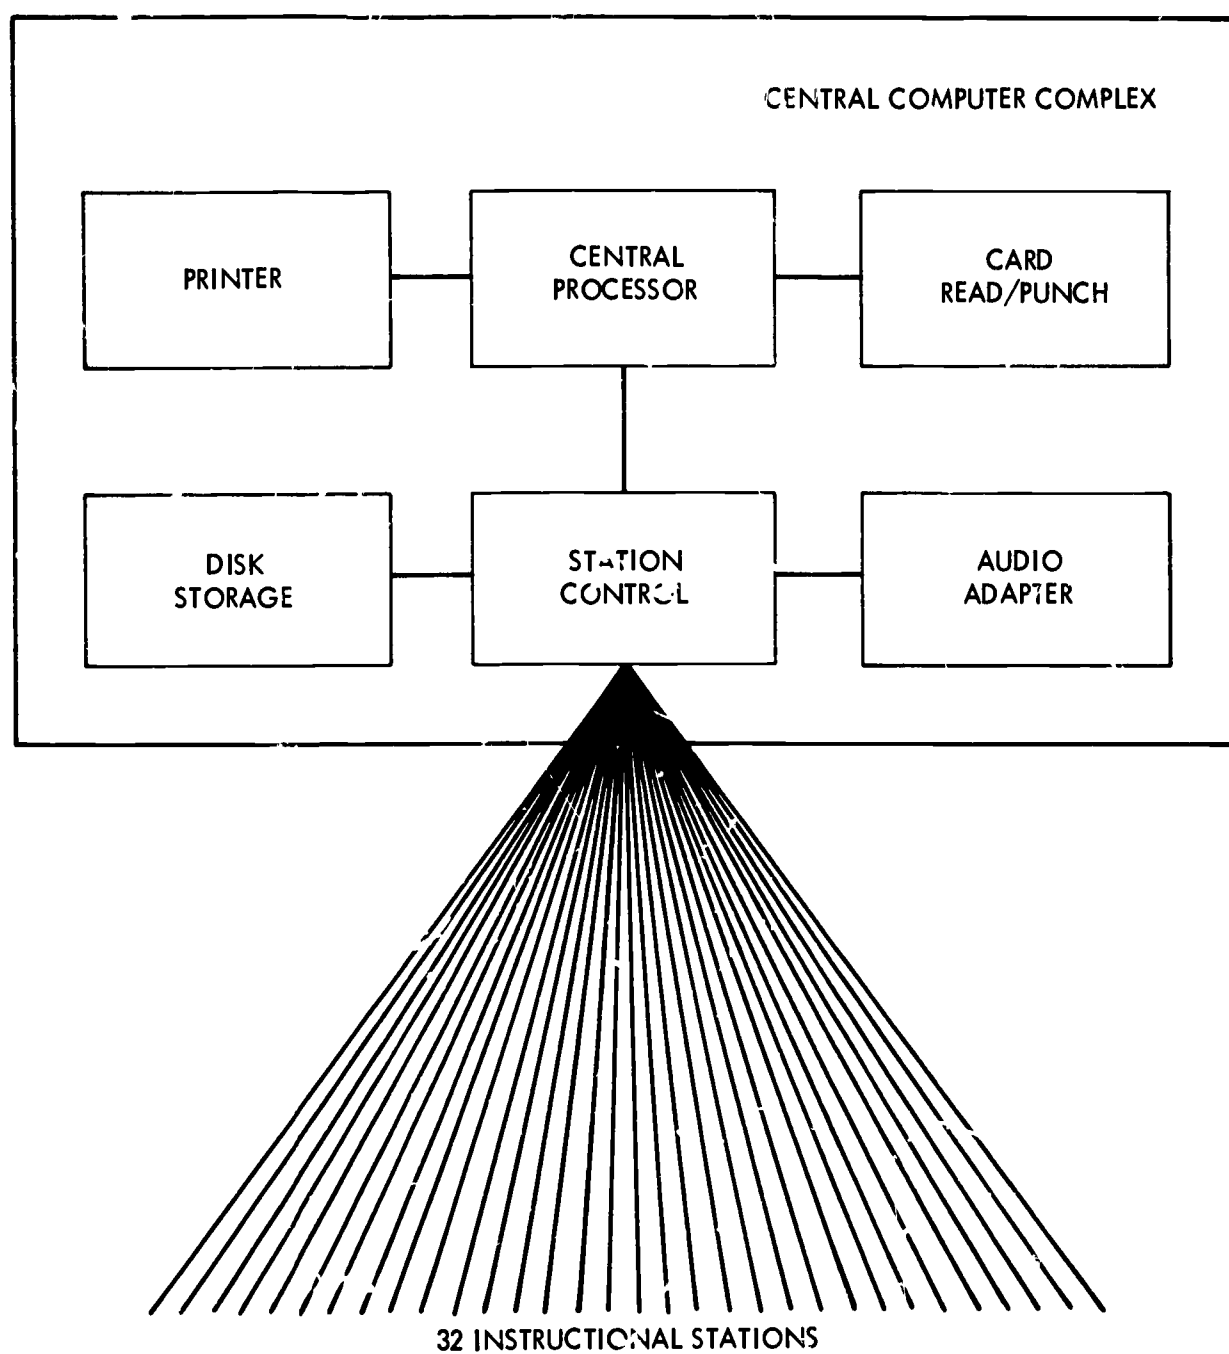 CENTRAL COMPUTER COMPLEX
PRINTER
CENTRAL
PROCESSOR
CARD
READ/PUNCH
DISK
STORAGE
STATION
CONTROL
AUDIO
ADAPTER
32 INSTRUCTIONAL STATIONS